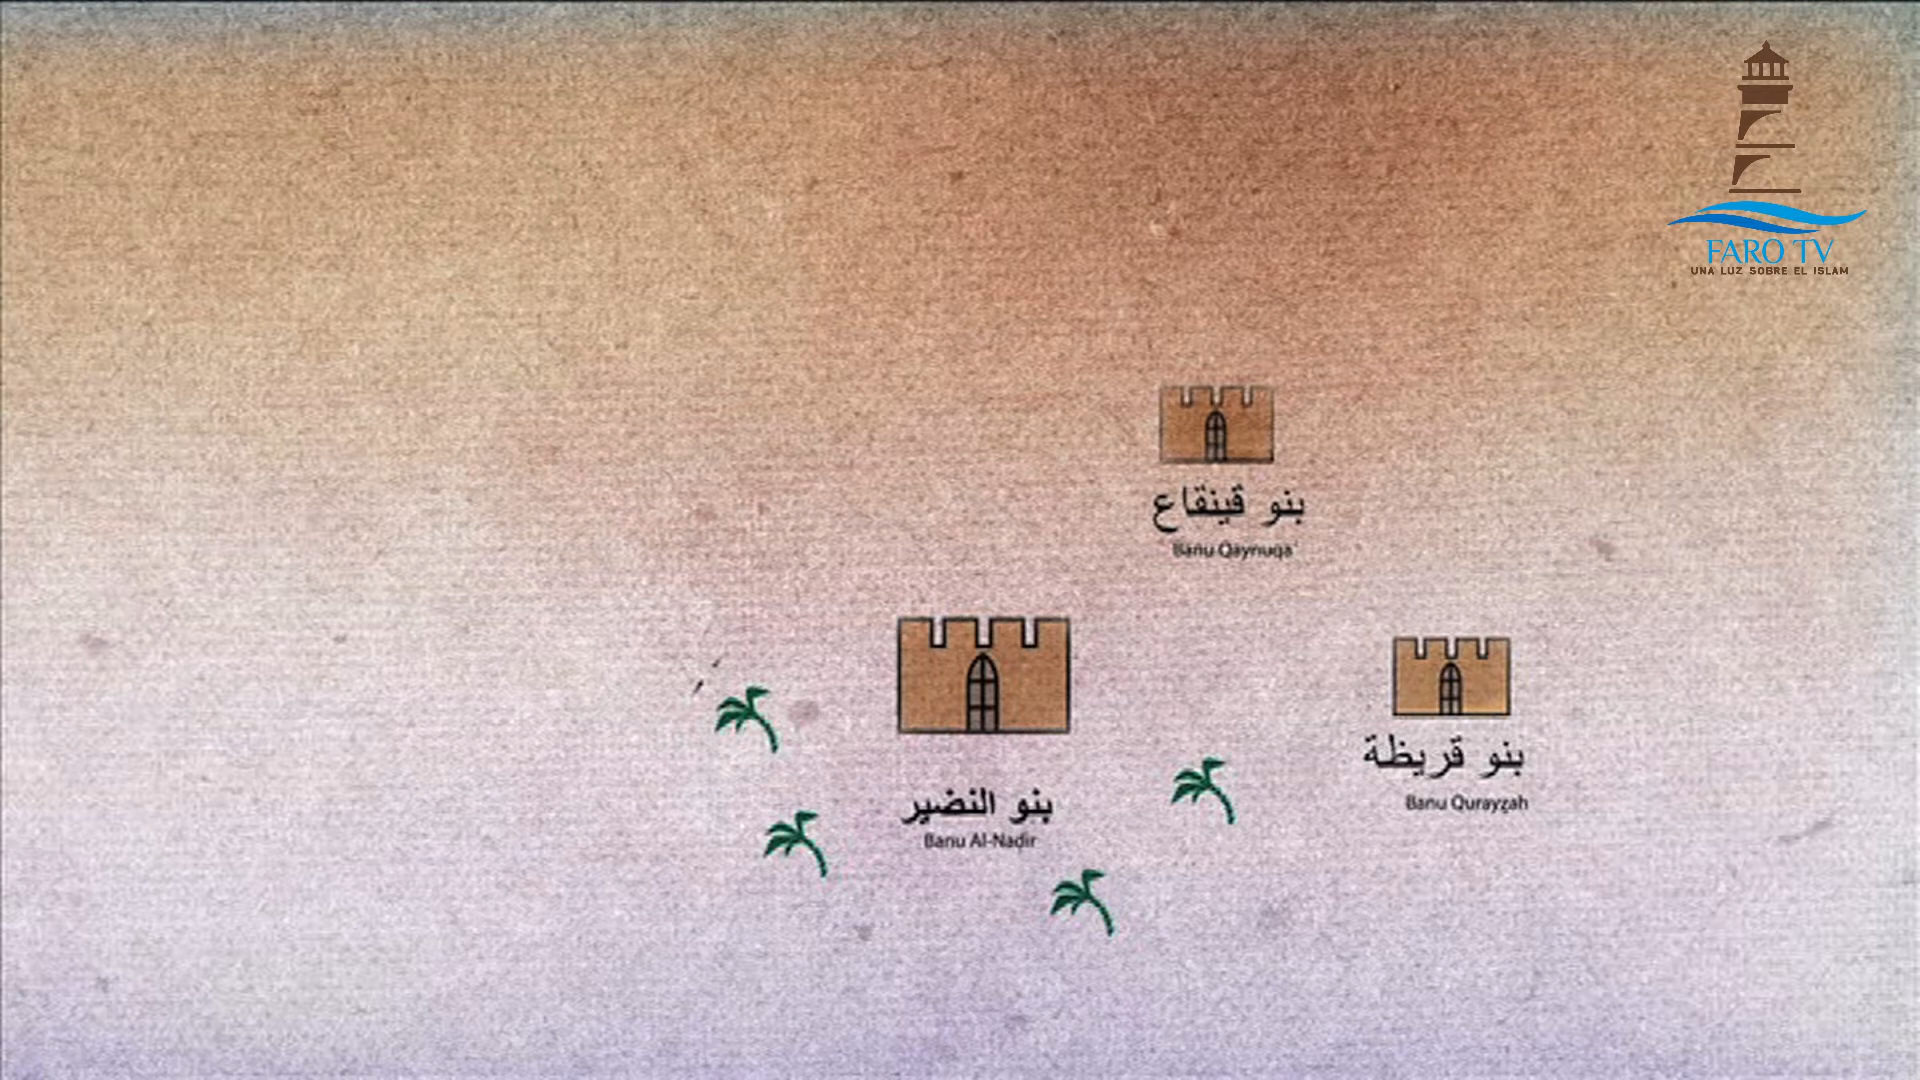 FARO TV
UNA LUZ SOBRE EL ISLAM
بنو قينقاع
Banu Qaynuqa'
بنو النضير
Banu Al-Nadir
بنو قريظة
Banu Qurayẓah